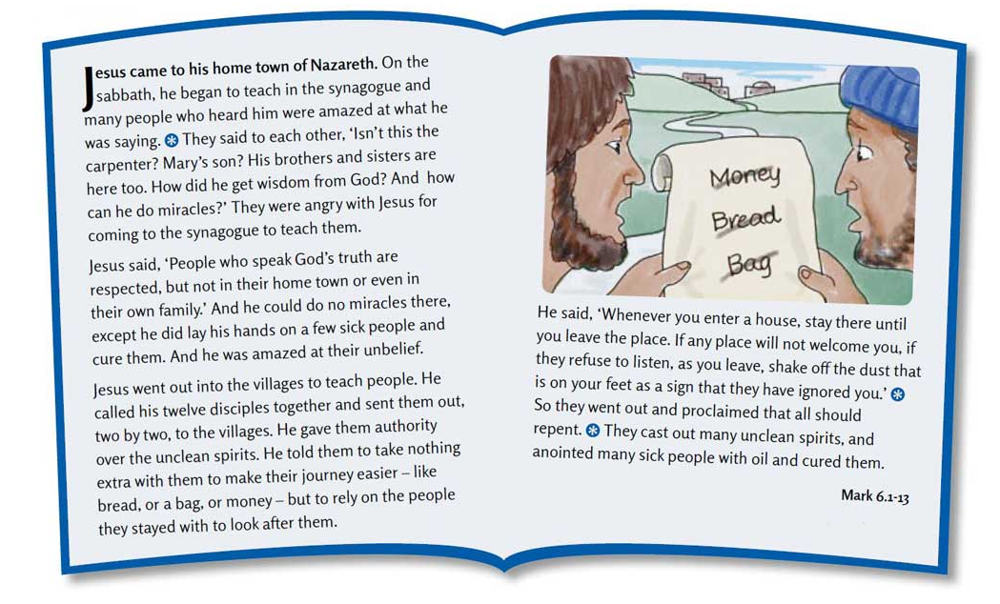 Jesus came to his home town of Nazareth. On the
sabbath, he began to teach in the synagogue and
many people who heard him were amazed at what he
was saying. They said to each other, ‘Isn’t this the
carpenter? Mary’s son? His brothers and sisters are
here too. How did he get wisdom from God? And how
can he do miracles?’ They were angry with Jesus for
coming to the synagogue to teach them.
Jesus said, ‘People who speak God’s truth are
respected, but not in their home town or even in
their own family.’ And he could do no miracles there,
except he did lay his hands on a few sick people and
cure them. And he was amazed at their unbelief.
Jesus went out into the villages to teach people. He
called his twelve disciples together and sent them out,
two by two, to the villages. He gave them authority
over the unclean spirits. He told them to take nothing
extra with them to make their journey easier – like
bread, or a bag, or money – but to rely on the people
they stayed with to look after them.
Money
Bread
Bag
He said, ‘Whenever you enter a house, stay there until
you leave the place. If any place will not welcome you, if
they refuse to listen, as you leave, shake off the dust that
is on your feet as a sign that they have ignored you.’
So they went out and proclaimed that all should
repent. They cast out many unclean spirits, and
anointed many sick people with oil and cured them.
Mark 6.1-13